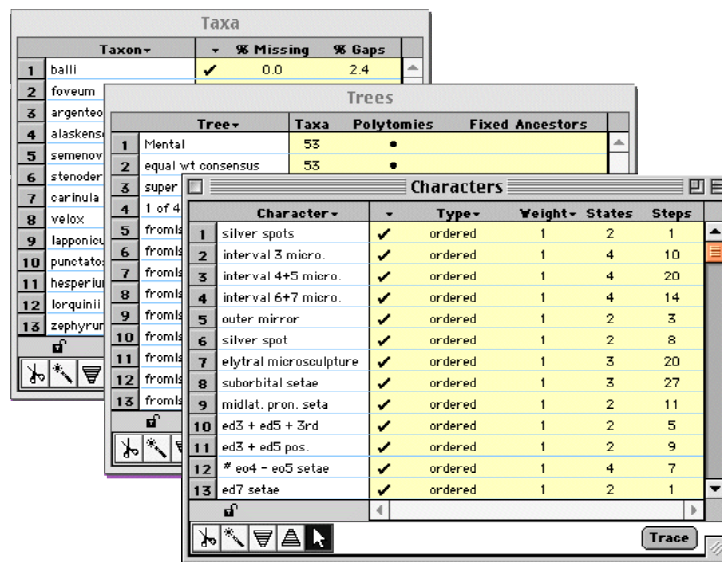 Taxa
Taxon % Missing % Gaps
1 balli ✓ 0.0 2.4
2 foveum
3 argenteo
4 alaskens
5 semenov
6 stenoder
7 carinula
8 velox
9 lapponicu
10 punctato
11 hesperiu
12 lorquinii
13 zephyrur
Trees
Tree Taxa Polytomies Fixed Ancestors
1 Mental 53 •
2 equal wt consensus 53 •
3 super
4 1 of 4
5 fromls
6 fromls
7 fromls
8 fromls
9 fromls
10 fromls
11 fromls
12 fromls
13 fromls
Characters
Character Type Weight States Steps
1 silver spots ✓ ordered 1 2 1
2 interval 3 micro. ✓ ordered 1 4 10
3 interval 4+5 micro. ✓ ordered 1 4 20
4 interval 6+7 micro. ✓ ordered 1 4 14
5 outer mirror ✓ ordered 1 2 3
6 silver spot ✓ ordered 1 2 8
7 elytral microsculpture ✓ ordered 1 3 20
8 suborbital setae ✓ ordered 1 3 27
9 midlat. pron. seta ✓ ordered 1 2 11
10 ed3 + ed5 + 3rd ✓ ordered 1 2 5
11 ed3 + ed5 pos. ✓ ordered 1 2 9
12 # eo4 - eo5 setae ✓ ordered 1 4 7
13 ed7 setae ✓ ordered 1 2 1
Trace